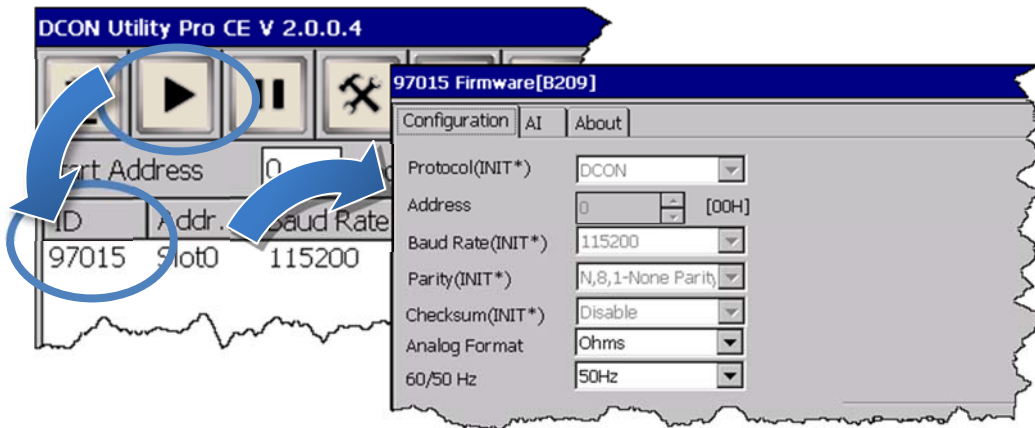 DCON Utility Pro CE V 2.0.0.4
Address
0
ID Addr. Baud Rate
97015 Slot0 115200
97015 Firmware[B209]
Configuration AI About
Protocol(INIT*) DCON
Address 0 [00H]
Baud Rate(INIT*) 115200
Parity(INIT*) N,8,1-None Parity
Checksum(INIT*) Disable
Analog Format Ohms
60/50 Hz 50Hz